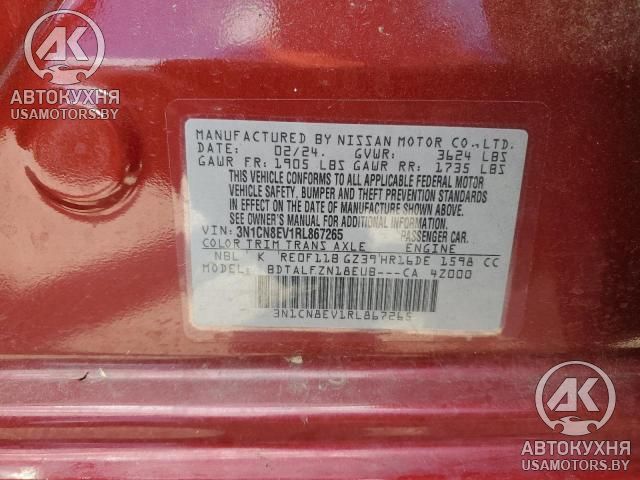 AK
АВТОКУХНЯ
USAMOTORS.BY
MANUFACTURED BY NISSAN MOTOR CO.,LTD.
DATE: 02/24. GVWR: 3624 LBS
GAWR FR: 1905 LBS GAWR RR: 1735 LBS
THIS VEHICLE CONFORMS TO ALL APPLICABLE FEDERAL MOTOR
VEHICLE SAFETY, BUMPER AND THEFT PREVENTION STANDARDS
IN EFFECT ON THE DATE OF MANUFACTURE SHOWN ABOVE.
SEE OWNER'S MANUAL FOR ADDITIONAL INFORMATION.
VIN: 3N1CN8EV1RL867265 PASSENGER CAR.
COLOR TRIM TRANS AXLE ENGINE
NBL K RE0F11B GZ39 HR16DE 1598 CC
MODEL: BDTALFZN18EUB---CA 42000
3N1CN8EV1RL867265
AK
АВТОКУХНЯ
USAMOTORS.BY